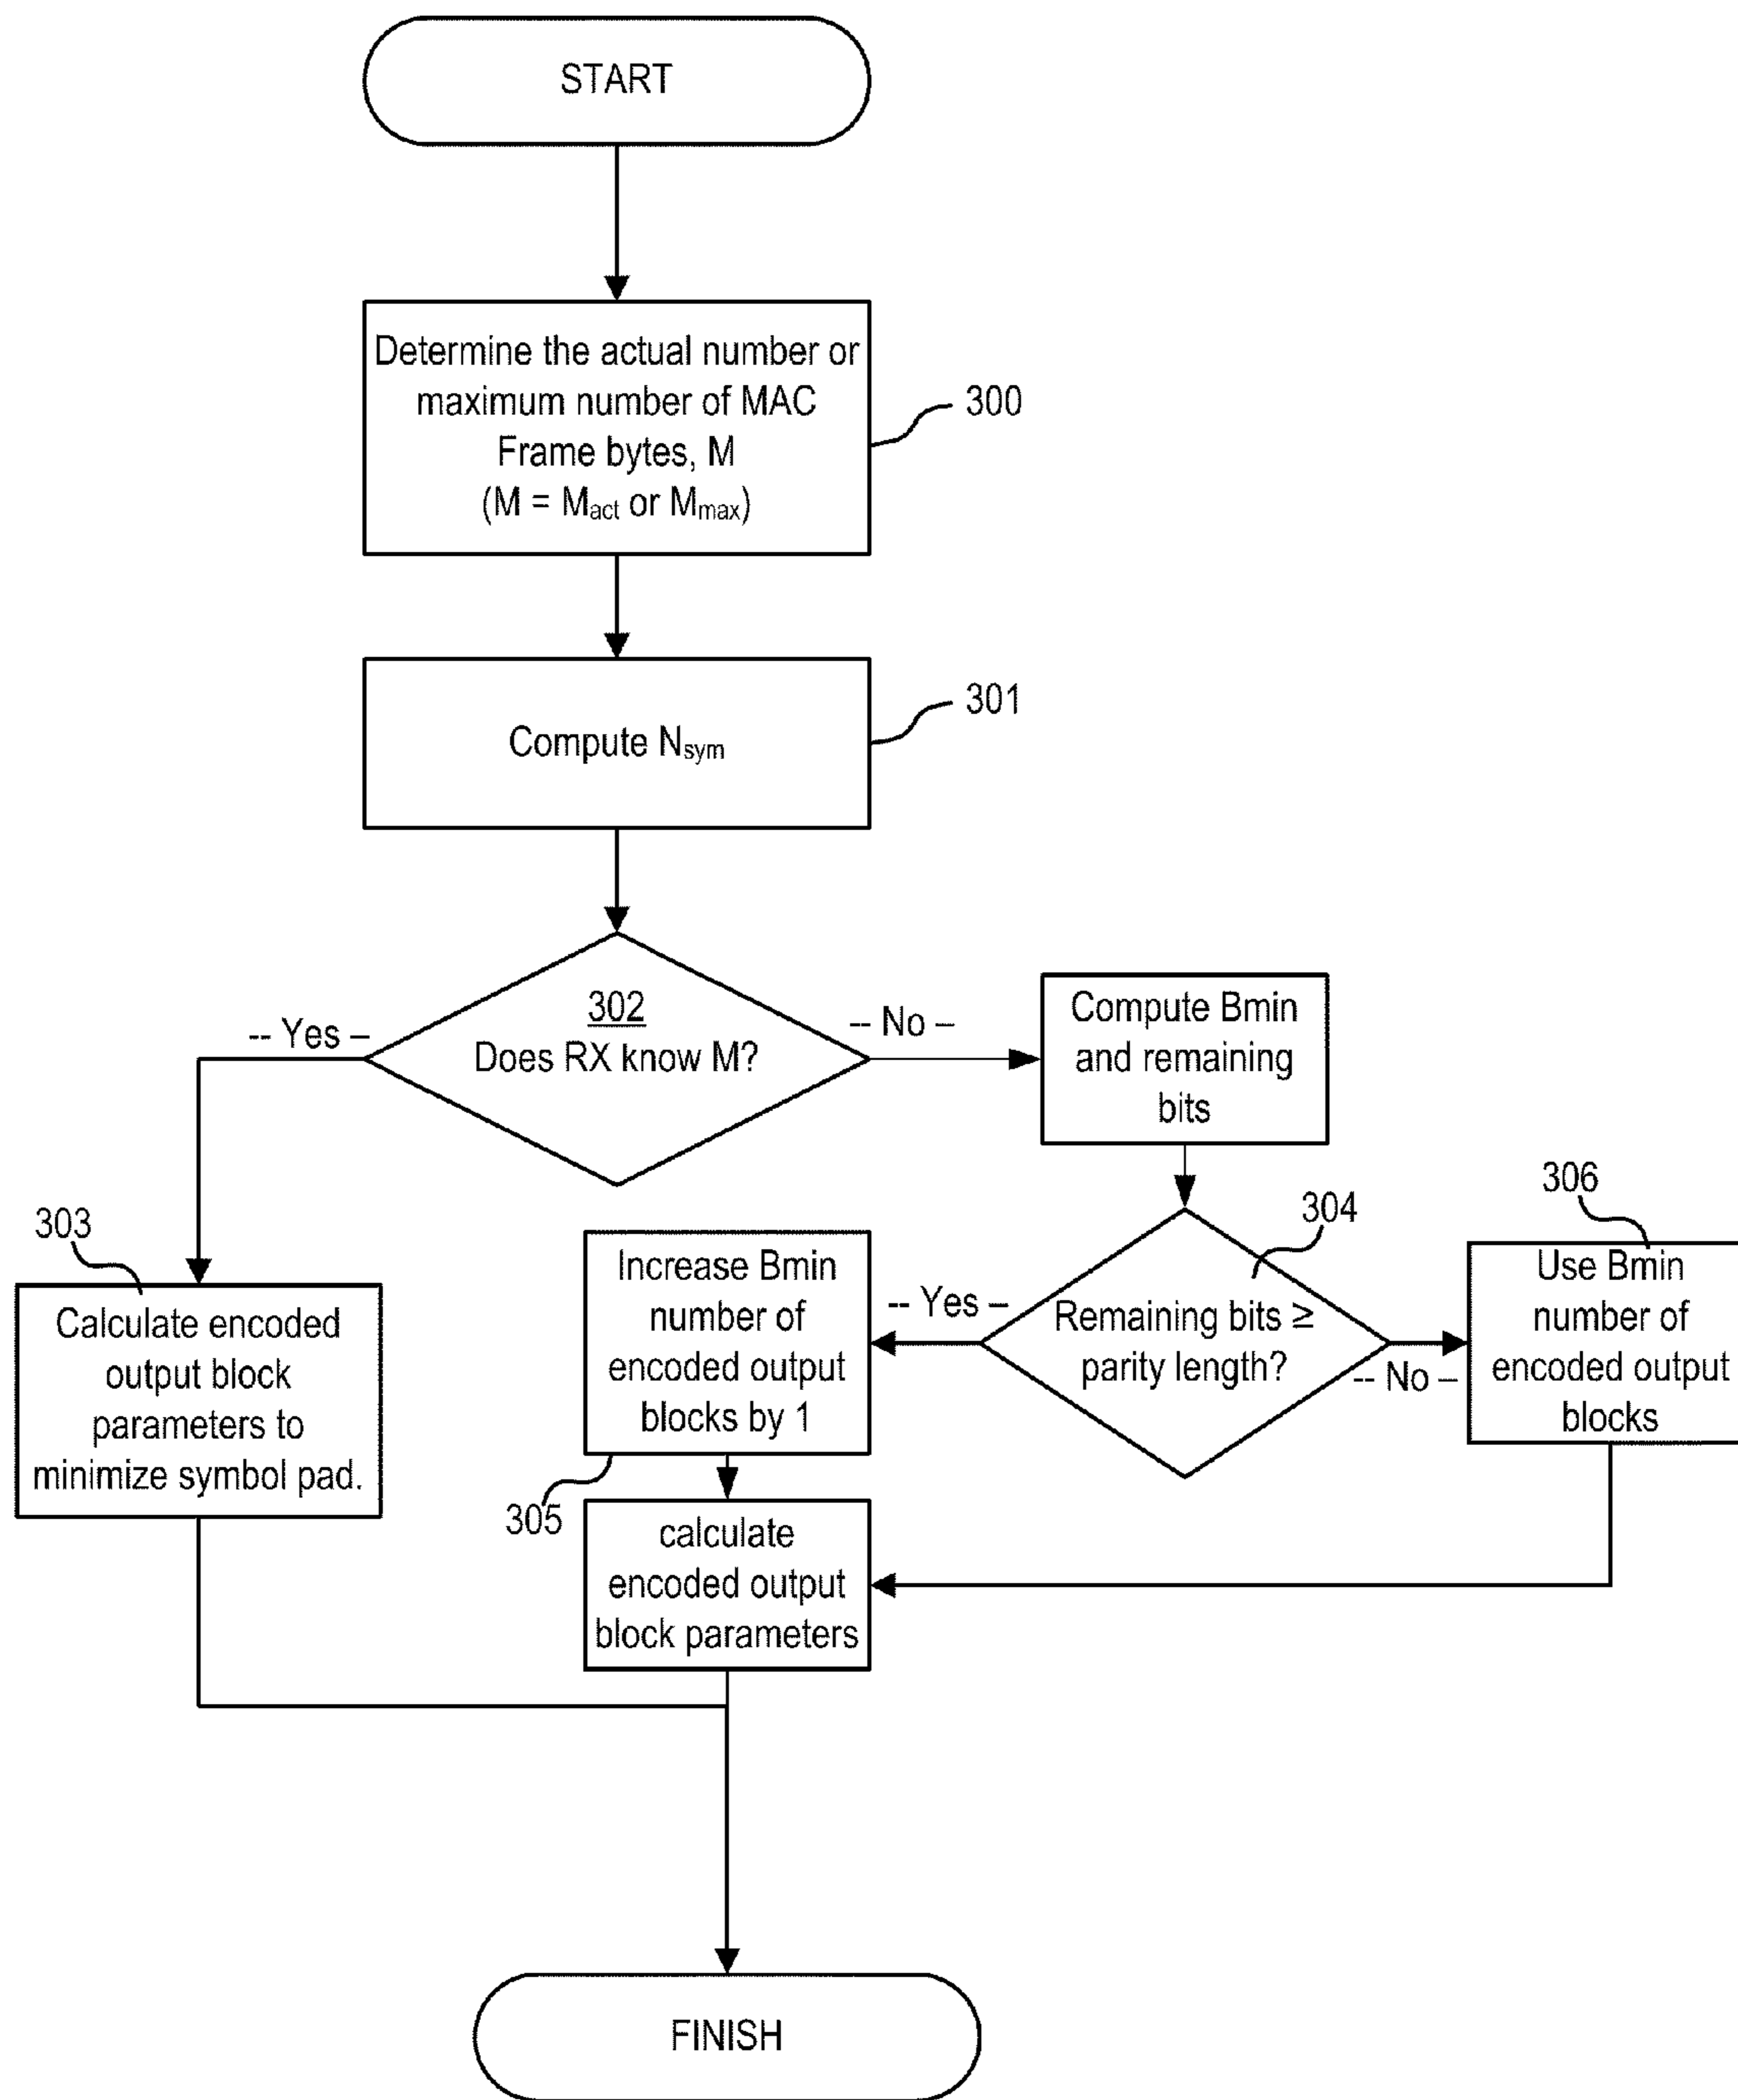 START
Determine the actual number or
maximum number of MAC
Frame bytes, M
(M = Mact or Mmax)
300
Compute Nsym
301
302
Does RX know M?
-- Yes –
-- No –
Compute Bmin
and remaining
bits
303
Calculate encoded
output block
parameters to
minimize symbol pad.
304
Remaining bits ≥
parity length?
-- Yes –
-- No –
Increase Bmin
number of
encoded output
blocks by 1
305
306
Use Bmin
number of
encoded output
blocks
calculate
encoded output
block parameters
FINISH